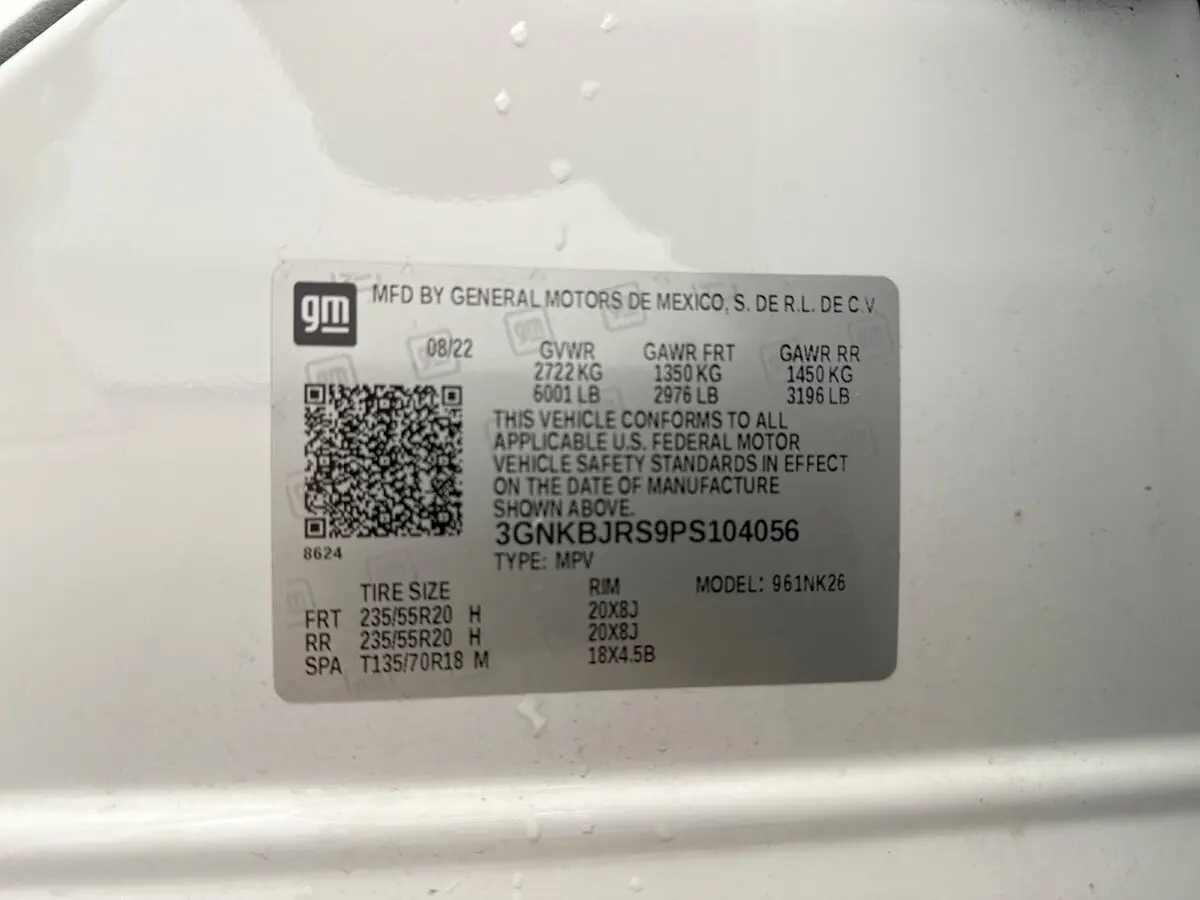 gm MFD BY GENERAL MOTORS DE MEXICO, S. DE R.L. DE C.V.
08/22 GVWR GAWR FRT GAWR RR
2722 KG 1350 KG 1450 KG
6001 LB 2976 LB 3196 LB
THIS VEHICLE CONFORMS TO ALL
APPLICABLE U.S. FEDERAL MOTOR
VEHICLE SAFETY STANDARDS IN EFFECT
ON THE DATE OF MANUFACTURE
SHOWN ABOVE.
3GNKBJRS9PS104056
8624
TYPE: MPV
TIRE SIZE RIM MODEL: 961NK26
FRT 235/55R20 H 20X8J
RR 235/55R20 H 20X8J
SPA T135/70R18 M 18X4.5B